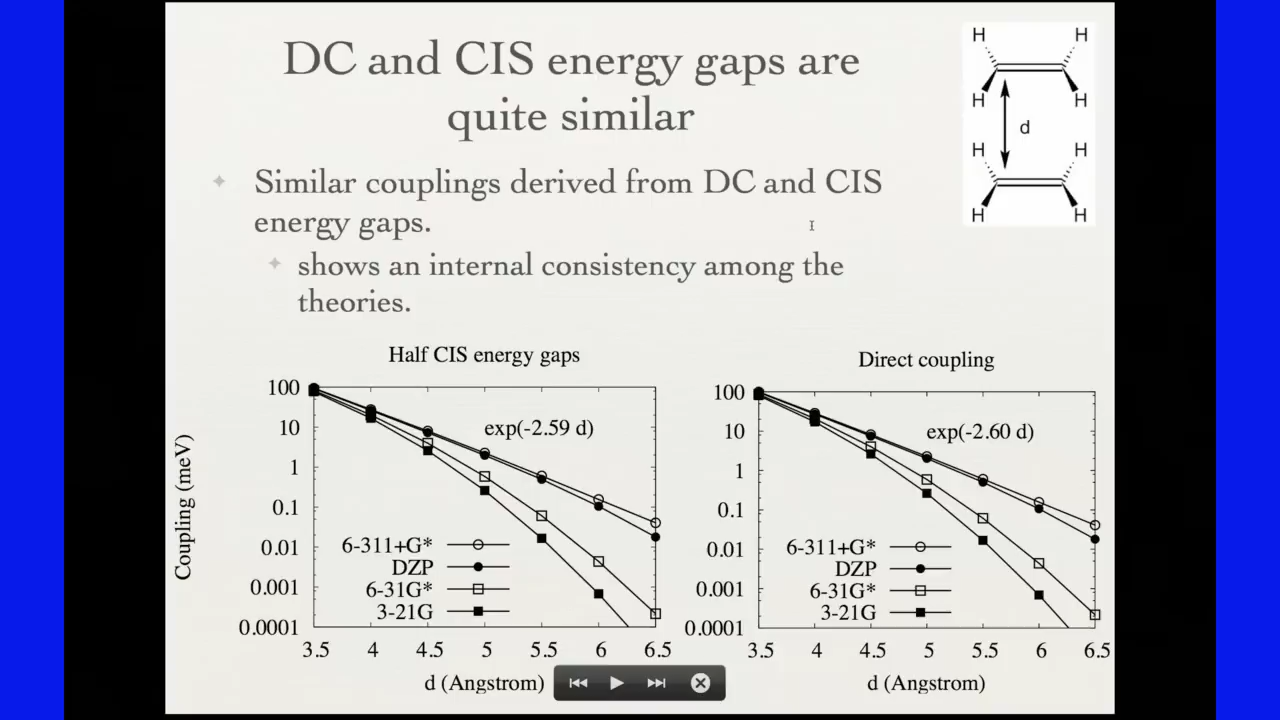 DC and CIS energy gaps are
quite similar
Similar couplings derived from DC and CIS
energy gaps.
shows an internal consistency among the
theories.
H H
H H
d
H H
H H
Half CIS energy gaps
Coupling (meV)
100
10
1
0.1
0.01
0.001
0.0001
exp(-2.59 d)
6-311+G*
DZP
6-31G*
3-21G
3.5 4 4.5 5 5.5 6 6.5
d (Angstrom)
Direct coupling
100
10
1
0.1
0.01
0.001
0.0001
exp(-2.60 d)
6-311+G*
DZP
6-31G*
3-21G
3.5 4 4.5 5 5.5 6 6.5
d (Angstrom)